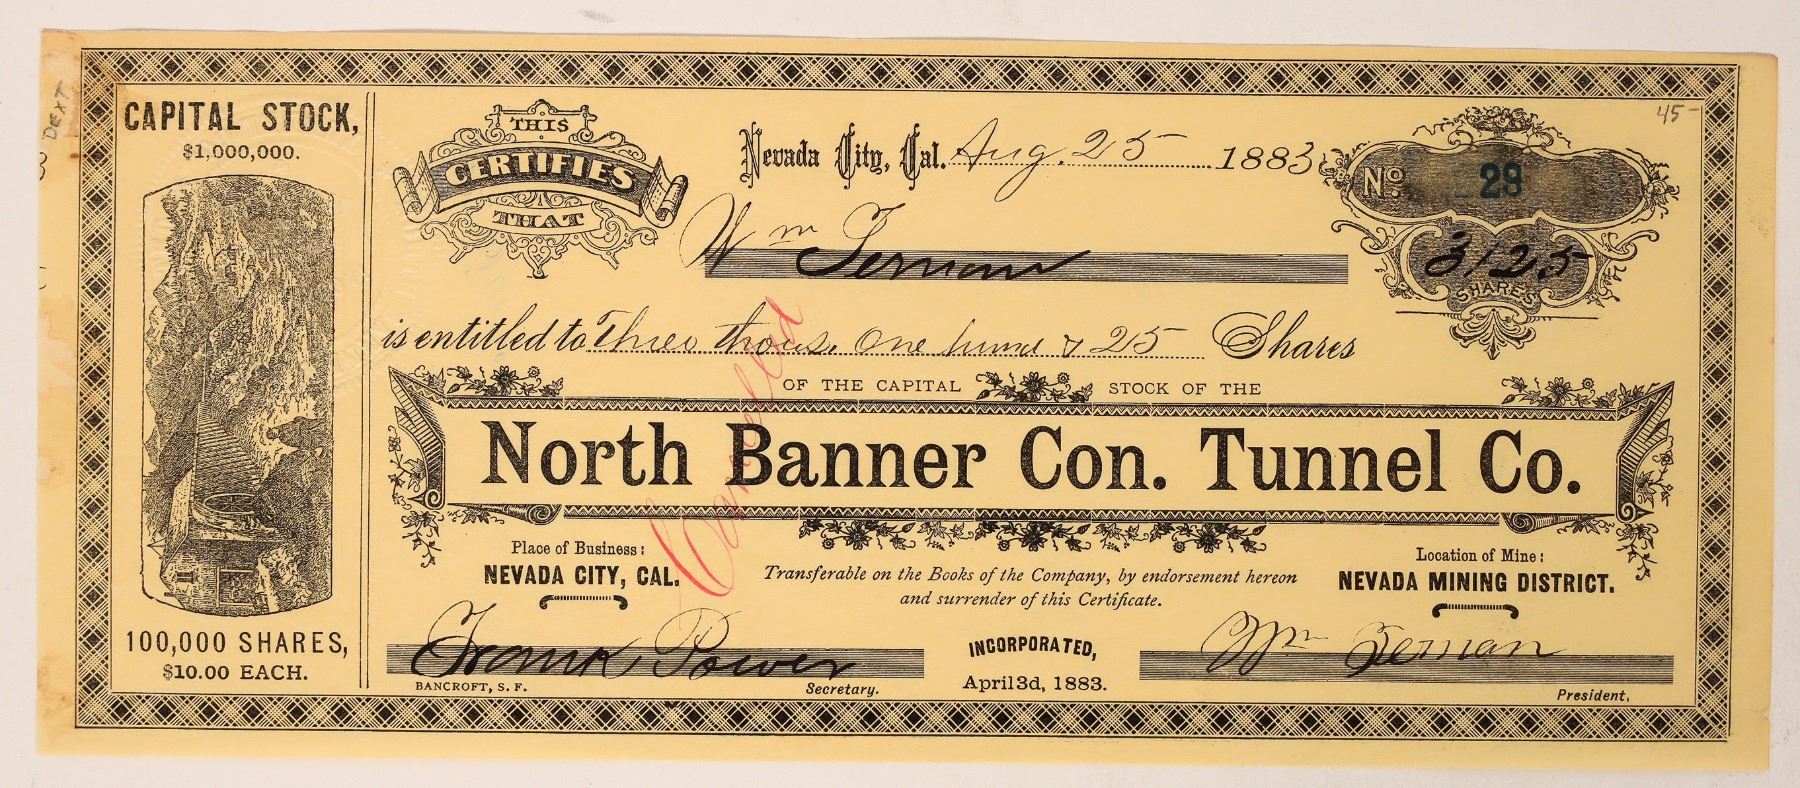 CAPITAL STOCK,
$1,000,000.
100,000 SHARES,
$10.00 EACH.
DEXT
45-
THIS
CERTIFIES
THAT
Nevada City, Cal. Aug. 25 1883
No. 29
3125
SHARES
Wm Ternan
is entitled to Three thous. One hund & 25 Shares
OF THE CAPITAL STOCK OF THE
North Banner Con. Tunnel Co.
Cancelled
Place of Business:
NEVADA CITY, CAL.
Transferable on the Books of the Company, by endorsement hereon
and surrender of this Certificate.
Location of Mine:
NEVADA MINING DISTRICT.
Frank Power
BANCROFT, S. F.
Secretary.
INCORPORATED,
April 3d, 1883.
Wm Ternan
President.